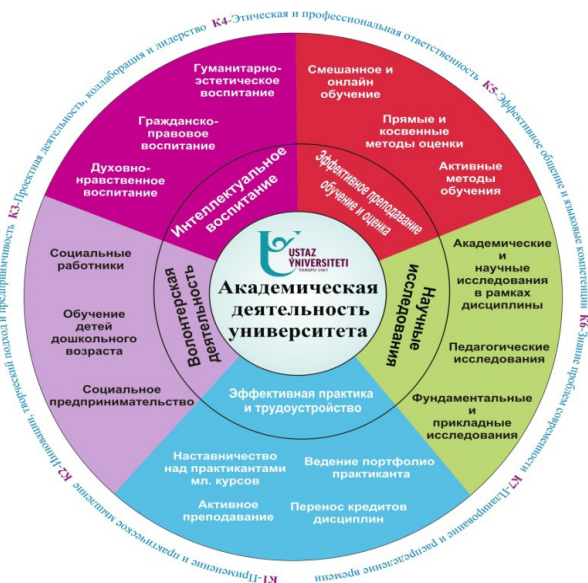 К1-Применение и практическое мышление
К2-Инновации, творческий подход и предприимчивость
К3-Проектная деятельность, коллаборация и лидерство
К4-Этическая и профессиональная ответственность
К5-Эффективное общение и языковые компетенции
К6-Знание проблем современности
К7-Планирование и распределение времени
Гуманитарно-
эстетическое
воспитание
Гражданско-
правовое
воспитание
Духовно-
нравственное
воспитание
Интеллектуальное
воспитание
Смешанное и
онлайн
обучение
Прямые и
косвенные
методы оценки
Активные
методы
обучения
Эффективное преподавание
обучение и оценка
Академические
и
научные
исследования
в рамках
дисциплины
Педагогические
исследования
Фундаментальные
и
прикладные
исследования
Научные
исследования
Эффективная практика
и трудоустройство
Наставничество
над практикантами
мл. курсов
Ведение портфолио
практиканта
Активное
преподавание
Перенос кредитов
дисциплин
Социальные
работники
Обучение
детей
дошкольного
возраста
Социальное
предпринимательство
Волонтерская
деятельность
USTAZ
UNIVERSITETI
Академическая
деятельность
университета